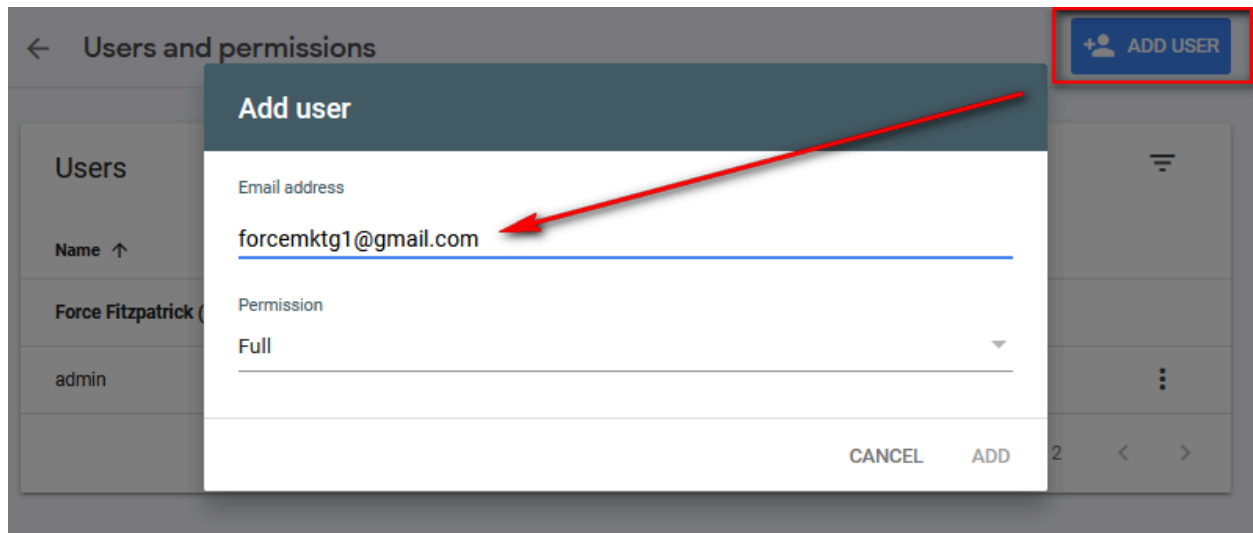 Users and permissions
ADD USER
Add user
Users
Email address
forcemktg1@gmail.com
Name
Force Fitzpatrick (
Permission
Full
admin
CANCEL
ADD
2